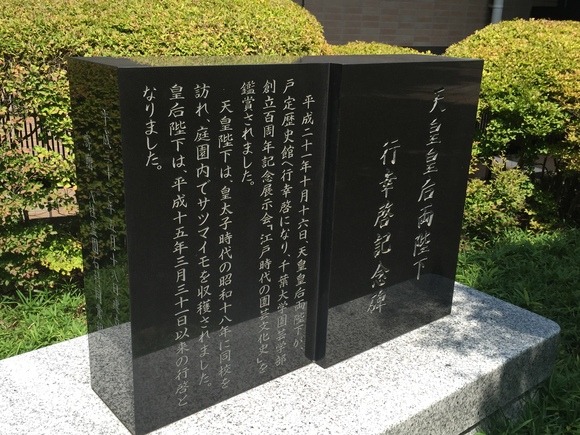 天皇皇后両陛下
行幸啓記念碑
平成二十一年十月十六日、天皇皇后両陛下が、
戸定歴史館へ行幸啓になり、千葉大学園芸学部
創立百周年記念展示会「江戸時代の園芸文化史」を
鑑賞されました。
天皇陛下は、皇太子時代の昭和十八年に同校を
訪れ、庭園内でサツマイモを収穫されました。
皇后陛下は、平成十五年三月三十一日以来の行啓と
なりました。